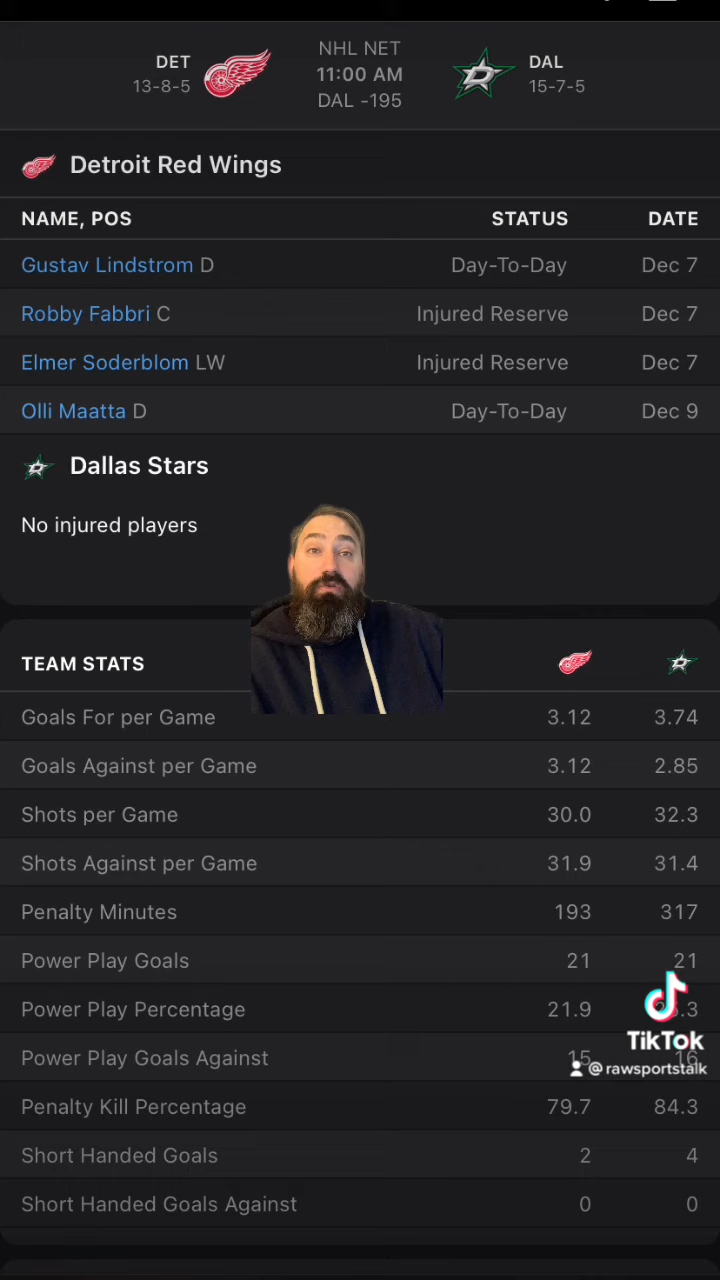 NHL NET
DET 11:00 AM DAL
13-8-5 DAL -195 15-7-5
Detroit Red Wings
NAME, POS STATUS DATE
Gustav Lindstrom D Day-To-Day Dec 7
Robby Fabbri C Injured Reserve Dec 7
Elmer Soderblom LW Injured Reserve Dec 7
Olli Maatta D Day-To-Day Dec 9
Dallas Stars
No injured players
TEAM STATS
Goals For per Game 3.12 3.74
Goals Against per Game 3.12 2.85
Shots per Game 30.0 32.3
Shots Against per Game 31.9 31.4
Penalty Minutes 193 317
Power Play Goals 21 21
Power Play Percentage 21.9
TikTok
Power Play Goals Against 15 16
@rawsportstalk
Penalty Kill Percentage 79.7 84.3
Short Handed Goals 2 4
Short Handed Goals Against 0 0